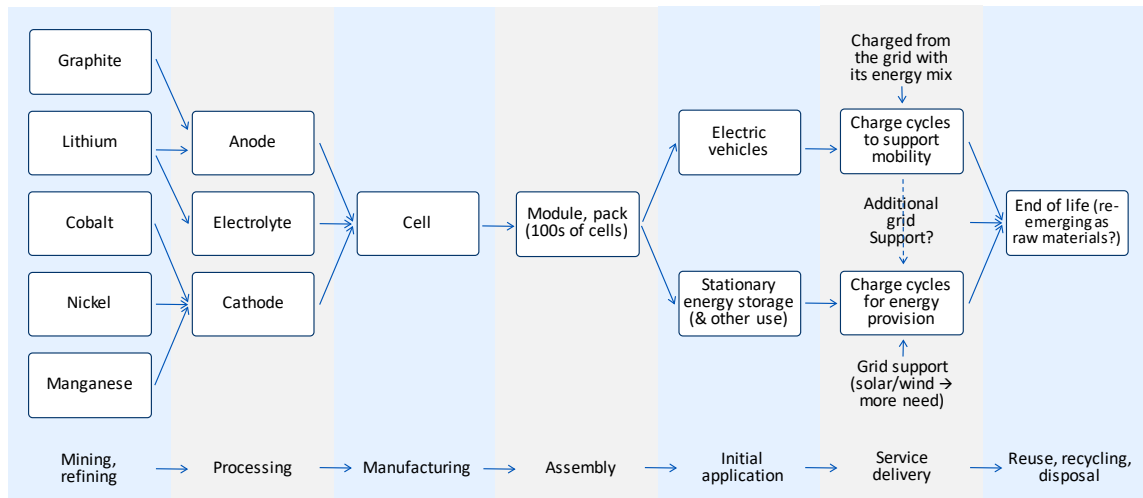 Graphite
Lithium
Cobalt
Nickel
Manganese
Anode
Electrolyte
Cathode
Cell
Module, pack
(100s of cells)
Electric
vehicles
Stationary
energy storage
(& other use)
Charged from
the grid with
its energy mix
Charge cycles
to support
mobility
Additional
grid
Support?
Charge cycles
for energy
provision
Grid support
(solar/wind →
more need)
End of life (re-
emerging as
raw materials?)
Mining,
refining
Processing
Manufacturing
Assembly
Initial
application
Service
delivery
Reuse, recycling,
disposal